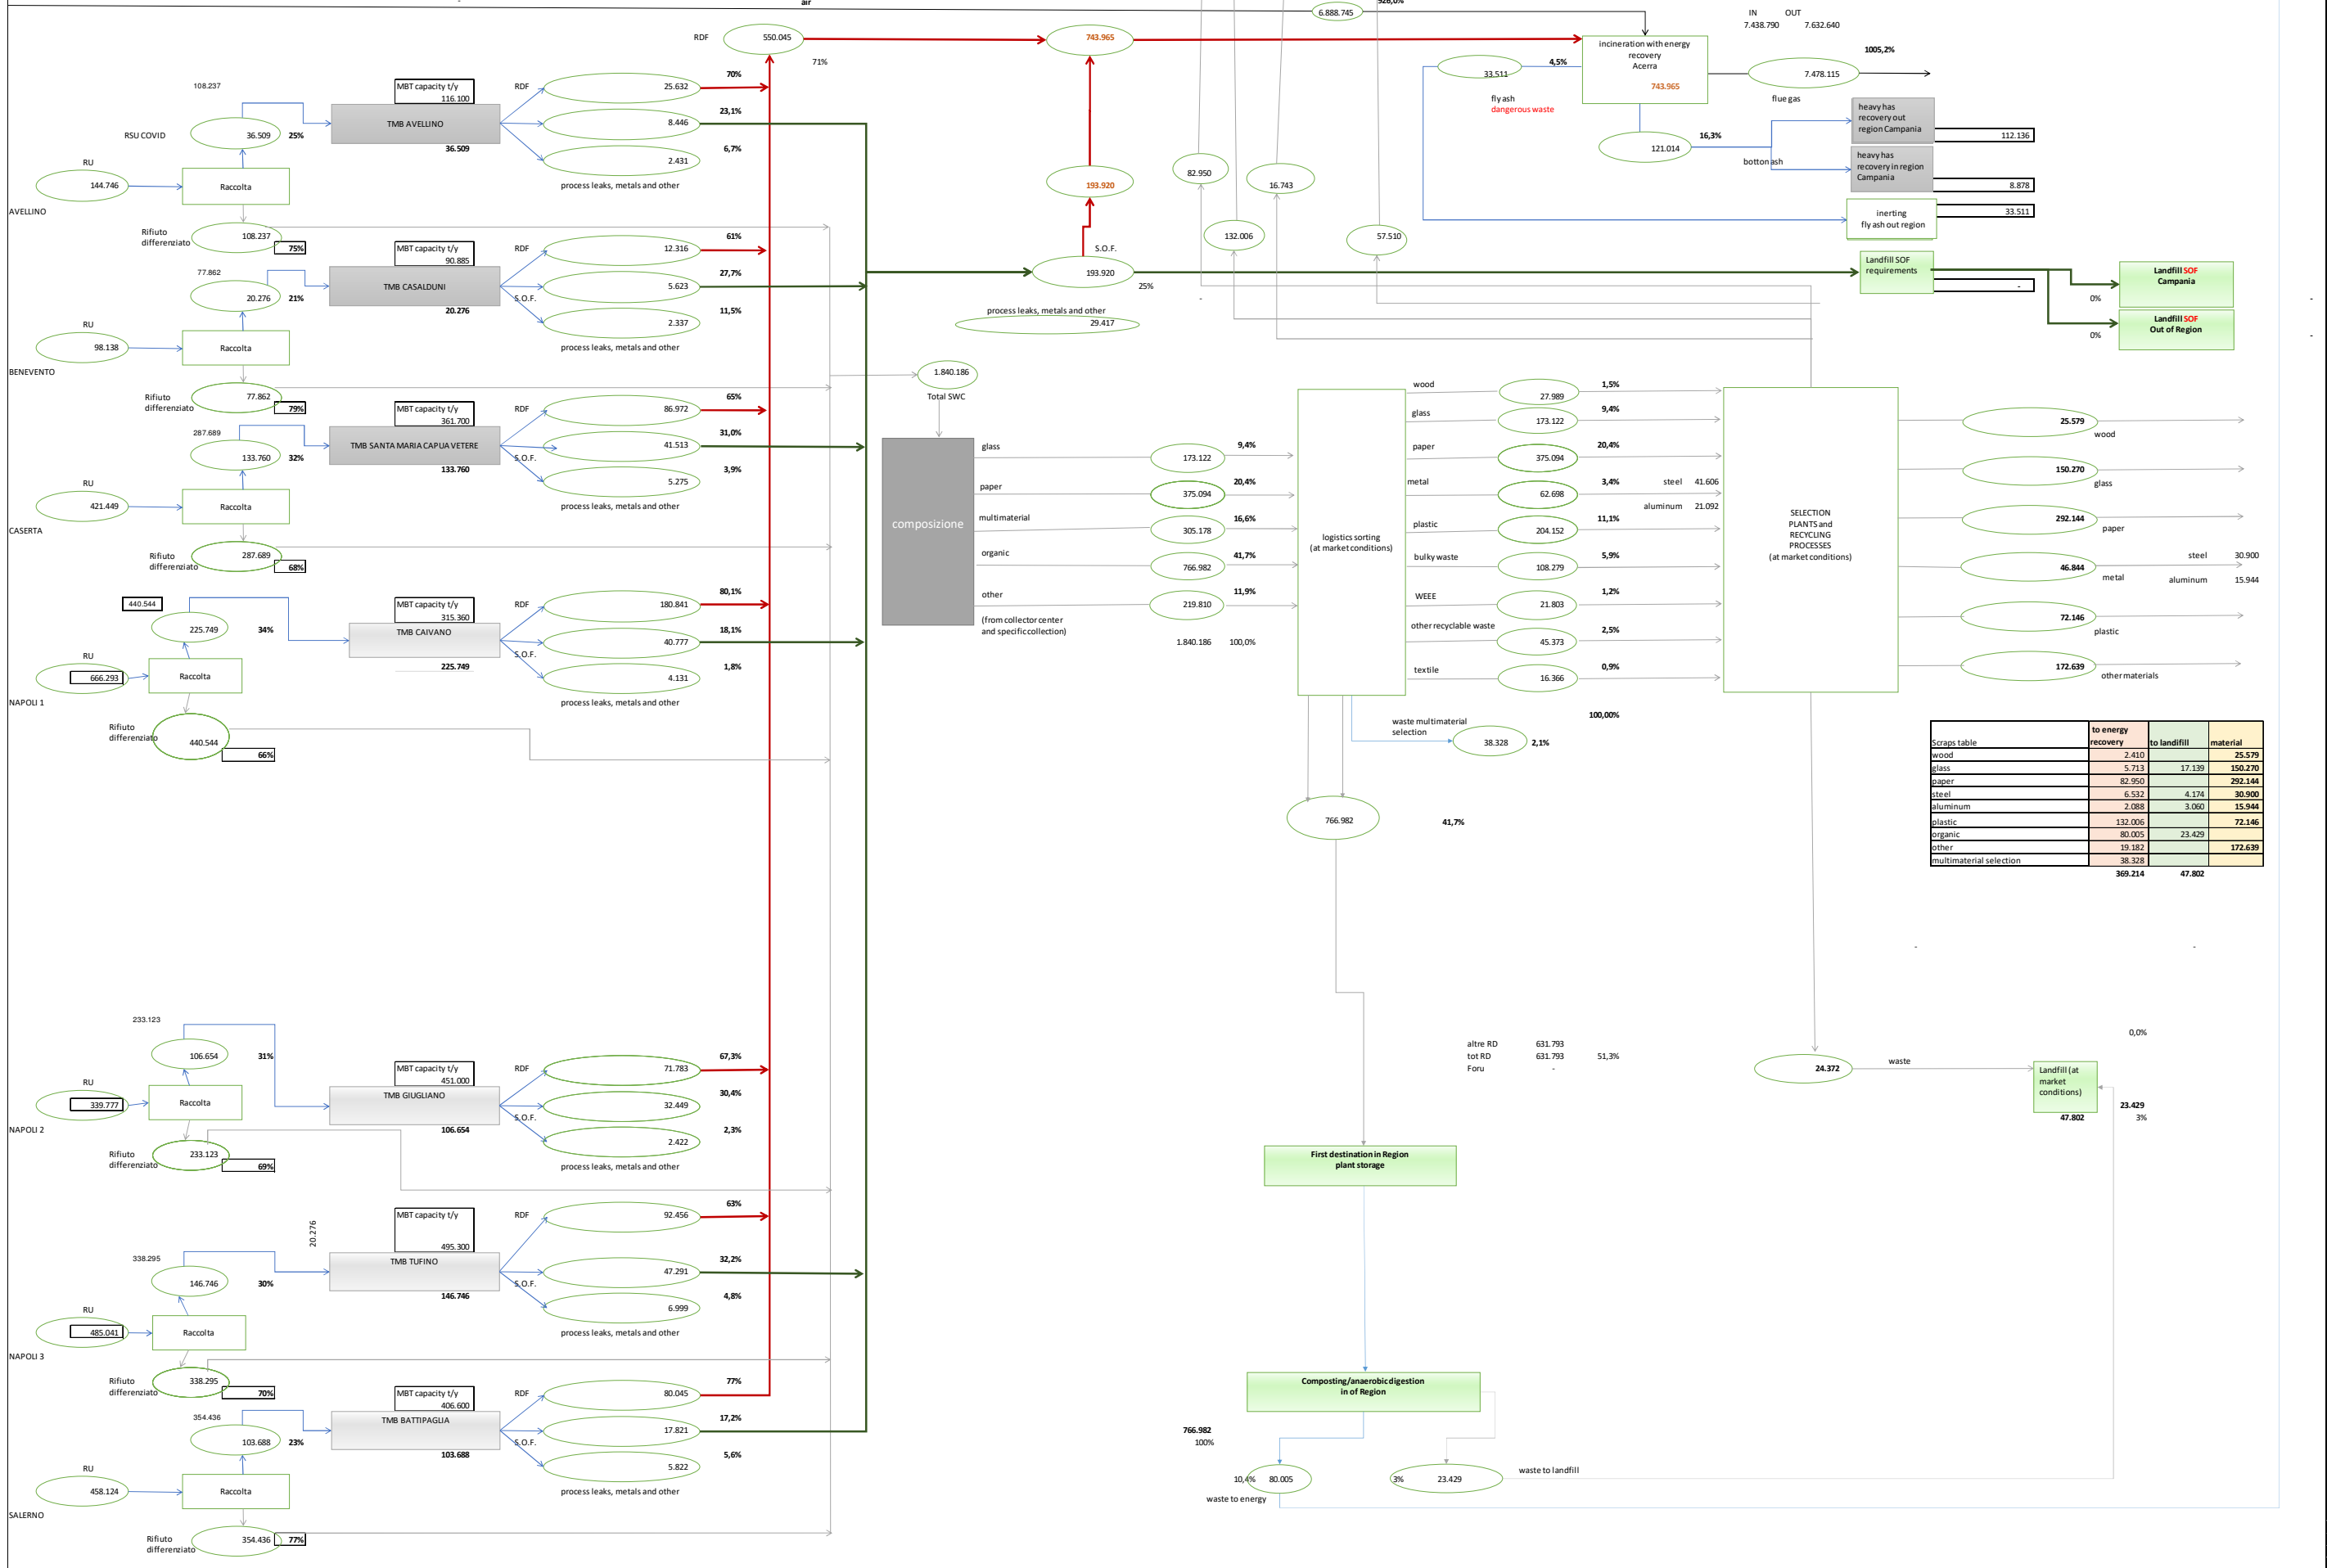 air
6.888.745
926,0%
IN OUT
7.438.790 7.632.640
RDF
550.045
71%
743.965
incineration with energy
recovery
Acerra
743.965
4,5%
33.511
fly ash
dangerous waste
1005,2%
7.478.115
flue gas
121.014
16,3%
botton ash
heavy has
recovery out
region Campania
112.136
heavy has
recovery in region
Campania
8.878
inerting
fly ash out region
33.511
108.237
MBT capacity t/y
116.100
RSU COVID
36.509
25%
TMB AVELLINO
36.509
RDF
25.632
70%
8.446
23,1%
2.431
6,7%
process leaks, metals and other
RU
144.746
Raccolta
AVELLINO
Rifiuto
differenziato
108.237
75%
193.920
82.950
16.743
132.006
57.510
S.O.F.
193.920
25%
-
Landfill SOF
requirements
-
Landfill SOF
Campania
0%
-
Landfill SOF
Out of Region
0%
-
process leaks, metals and other
29.417
77.862
20.276
21%
MBT capacity t/y
90.885
TMB CASALDUNI
20.276
RDF
12.316
61%
S.O.F.
5.623
27,7%
2.337
11,5%
process leaks, metals and other
RU
98.138
Raccolta
BENEVENTO
Rifiuto
differenziato
77.862
79%
287.689
133.760
32%
MBT capacity t/y
361.700
TMB SANTA MARIA CAPUA VETERE
133.760
RDF
86.972
65%
S.O.F.
41.513
31,0%
5.275
3,9%
process leaks, metals and other
RU
421.449
Raccolta
CASERTA
Rifiuto
differenziato
287.689
68%
1.840.186
Total SWC
composizione
glass
173.122
9,4%
paper
375.094
20,4%
multimaterial
305.178
16,6%
organic
766.982
41,7%
other
219.810
11,9%
(from collector center
and specific collection)
1.840.186 100,0%
logistics sorting
(at market conditions)
wood
27.989
1,5%
glass
173.122
9,4%
paper
375.094
20,4%
metal
62.698
3,4%
steel 41.606
aluminum 21.092
plastic
204.152
11,1%
bulky waste
108.279
5,9%
WEEE
21.803
1,2%
other recyclable waste
45.373
2,5%
textile
16.366
0,9%
100,00%
waste multimaterial
selection
38.328
2,1%
SELECTION
PLANTS and
RECYCLING
PROCESSES
(at market conditions)
25.579
wood
150.270
glass
292.144
paper
46.844
metal
steel 30.900
aluminum 15.944
72.146
plastic
172.639
other materials
440.544
225.749
34%
MBT capacity t/y
315.360
TMB CAIVANO
225.749
RDF
180.841
80,1%
S.O.F.
40.777
18,1%
4.131
1,8%
process leaks, metals and other
RU
666.293
Raccolta
NAPOLI 1
Rifiuto
differenziato
440.544
66%
Scraps table to energy recovery to landfill material
wood 2.410 25.579
glass 5.713 17.139 150.270
paper 82.950 292.144
steel 6.532 4.174 30.900
aluminum 2.088 3.060 15.944
plastic 132.006 72.146
organic 80.005 23.429
other 19.182 172.639
multimaterial selection 38.328
369.214 47.802
766.982
41,7%
- -
233.123
106.654
31%
MBT capacity t/y
451.000
TMB GIUGLIANO
106.654
RDF
71.783
67,3%
S.O.F.
32.449
30,4%
2.422
2,3%
process leaks, metals and other
RU
339.777
Raccolta
NAPOLI 2
Rifiuto
differenziato
233.123
69%
altre RD 631.793
tot RD 631.793 51,3%
Foru -
0,0%
24.372
waste
Landfill (at
market
conditions)
47.802
23.429
3%
First destination in Region
plant storage
20.276
338.295
146.746
30%
MBT capacity t/y
495.300
TMB TUFINO
146.746
RDF
92.456
63%
S.O.F.
47.291
32,2%
6.999
4,8%
process leaks, metals and other
RU
485.041
Raccolta
NAPOLI 3
Rifiuto
differenziato
338.295
70%
354.436
103.688
23%
MBT capacity t/y
406.600
TMB BATTIPAGLIA
103.688
RDF
80.045
77%
S.O.F.
17.821
17,2%
5.822
5,6%
process leaks, metals and other
RU
458.124
Raccolta
SALERNO
Rifiuto
differenziato
354.436
77%
Composting/anaerobic digestion
in of Region
766.982
100%
10,4% 80.005
waste to energy
3% 23.429
waste to landfill